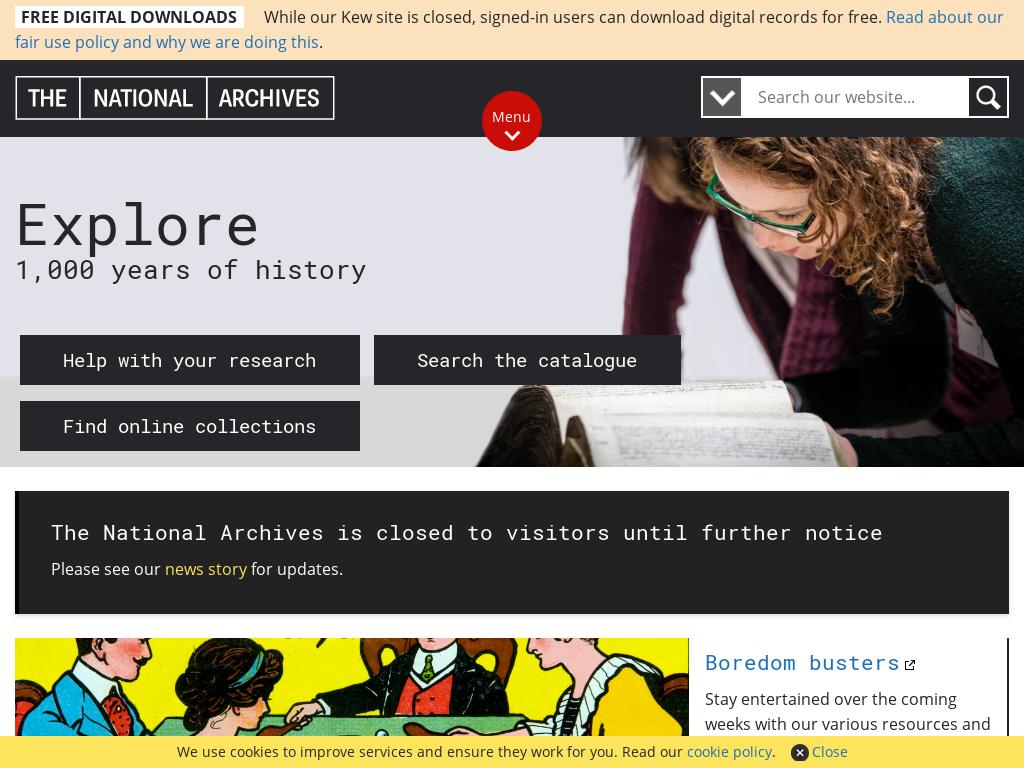 FREE DIGITAL DOWNLOADS While our Kew site is closed, signed-in users can download digital records for free. Read about our
fair use policy and why we are doing this.
THE NATIONAL ARCHIVES
Search our website...
Menu
Explore
1,000 years of history
Help with your research
Search the catalogue
Find online collections
The National Archives is closed to visitors until further notice
Please see our news story for updates.
Boredom busters
Stay entertained over the coming
weeks with our various resources and
We use cookies to improve services and ensure they work for you. Read our cookie policy. Close